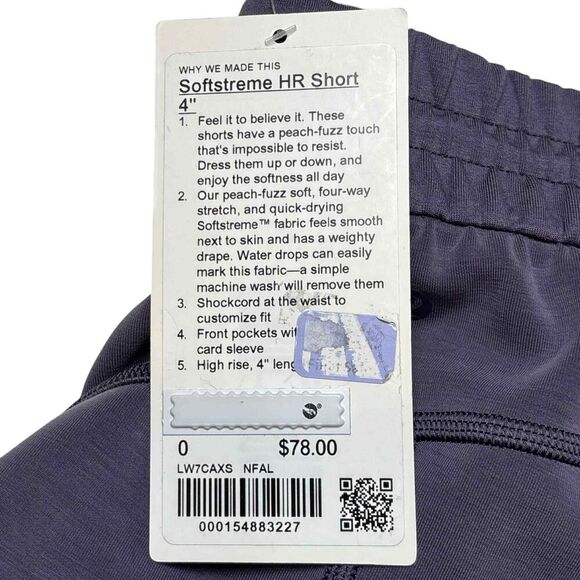 WHY WE MADE THIS
Softstreme HR Short
4"
1. Feel it to believe it. These
shorts have a peach-fuzz touch
that's impossible to resist.
Dress them up or down, and
enjoy the softness all day
2. Our peach-fuzz soft, four-way
stretch, and quick-drying
Softstreme™ fabric feels smooth
next to skin and has a weighty
drape. Water drops can easily
mark this fabric—a simple
machine wash will remove them
3. Shockcord at the waist to
customize fit
4. Front pockets
card sleeve
5. High rise, 4"
0 $78.00
LW7CAXS NFAL
000154883227